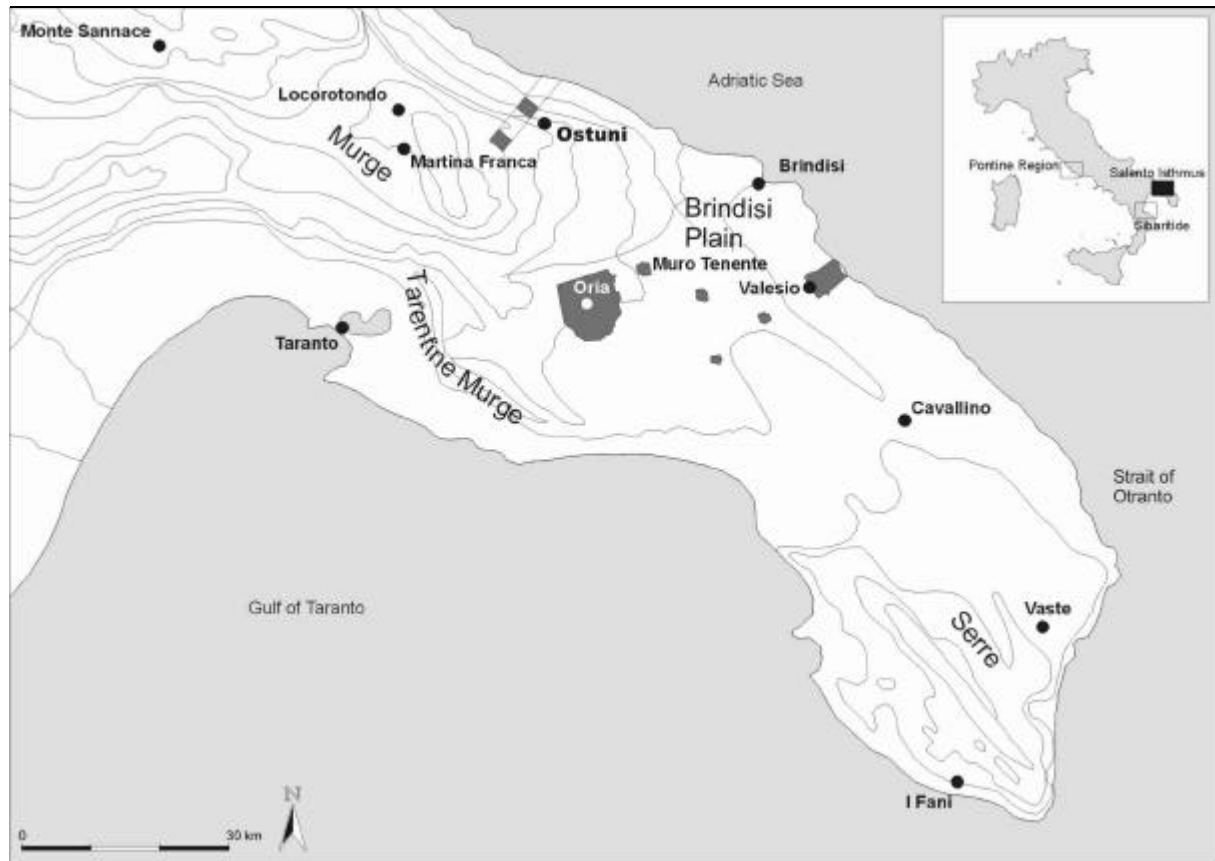 Monte Sannace
Adriatic Sea
Locorotondo
Ostuni
Murge
Martina Franca
Brindisi
Pontine Region
Salento Isthmus
Sibaritide
Brindisi
Plain
Muro Tenente
Oria
Valesio
Taranto
Tarentine Murge
Cavallino
Strait of
Otranto
Gulf of Taranto
Vaste
Serre
I Fani
N
0
30 km